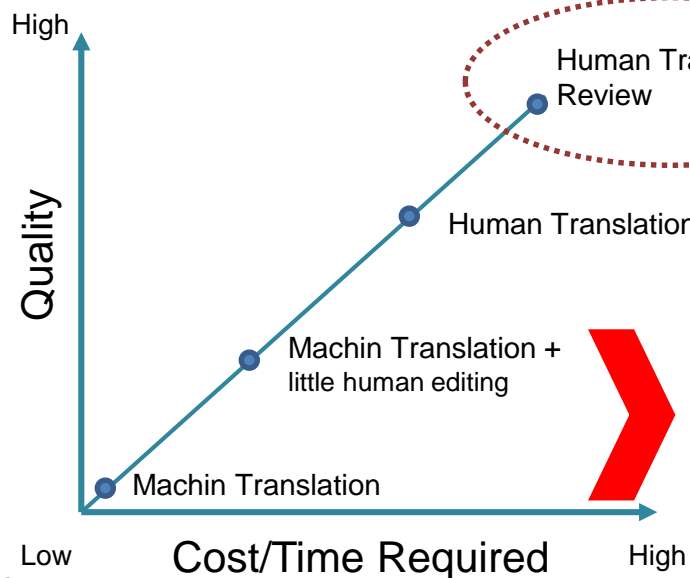 High
Human Tra
Review
Quality
Human Translation
Machin Translation +
little human editing
Machin Translation
Low
Cost/Time Required
High